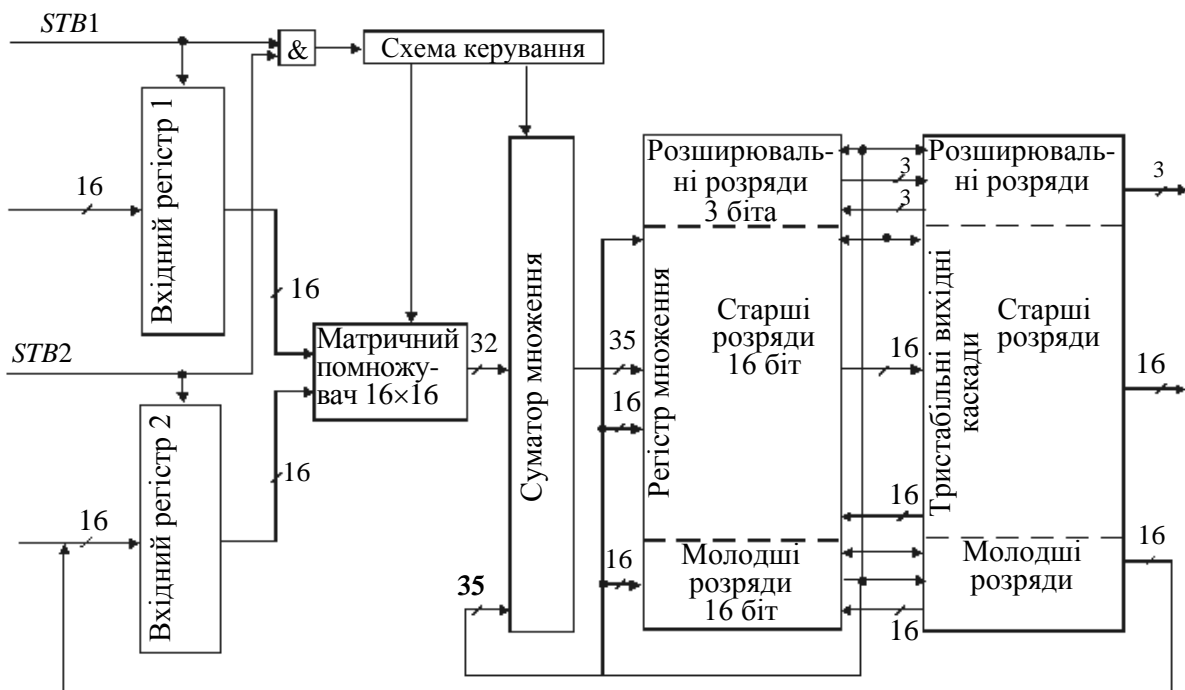 STB1
&
Схема керування
Вхідний регістр 1
16
16
STB2
Вхідний регістр 2
16
16
Матричний
помножу-
вач 16×16
32
Суматор множення
35
35
16
16
Регістр множення
Розширюваль-
ні розряди
3 біта
Старші
розряди
16 біт
Молодші
розряди
16 біт
3
3
16
16
16
Тристабільні вихідні
каскади
Розширюваль-
ні розряди
Старші
розряди
Молодші
розряди
3
16
16